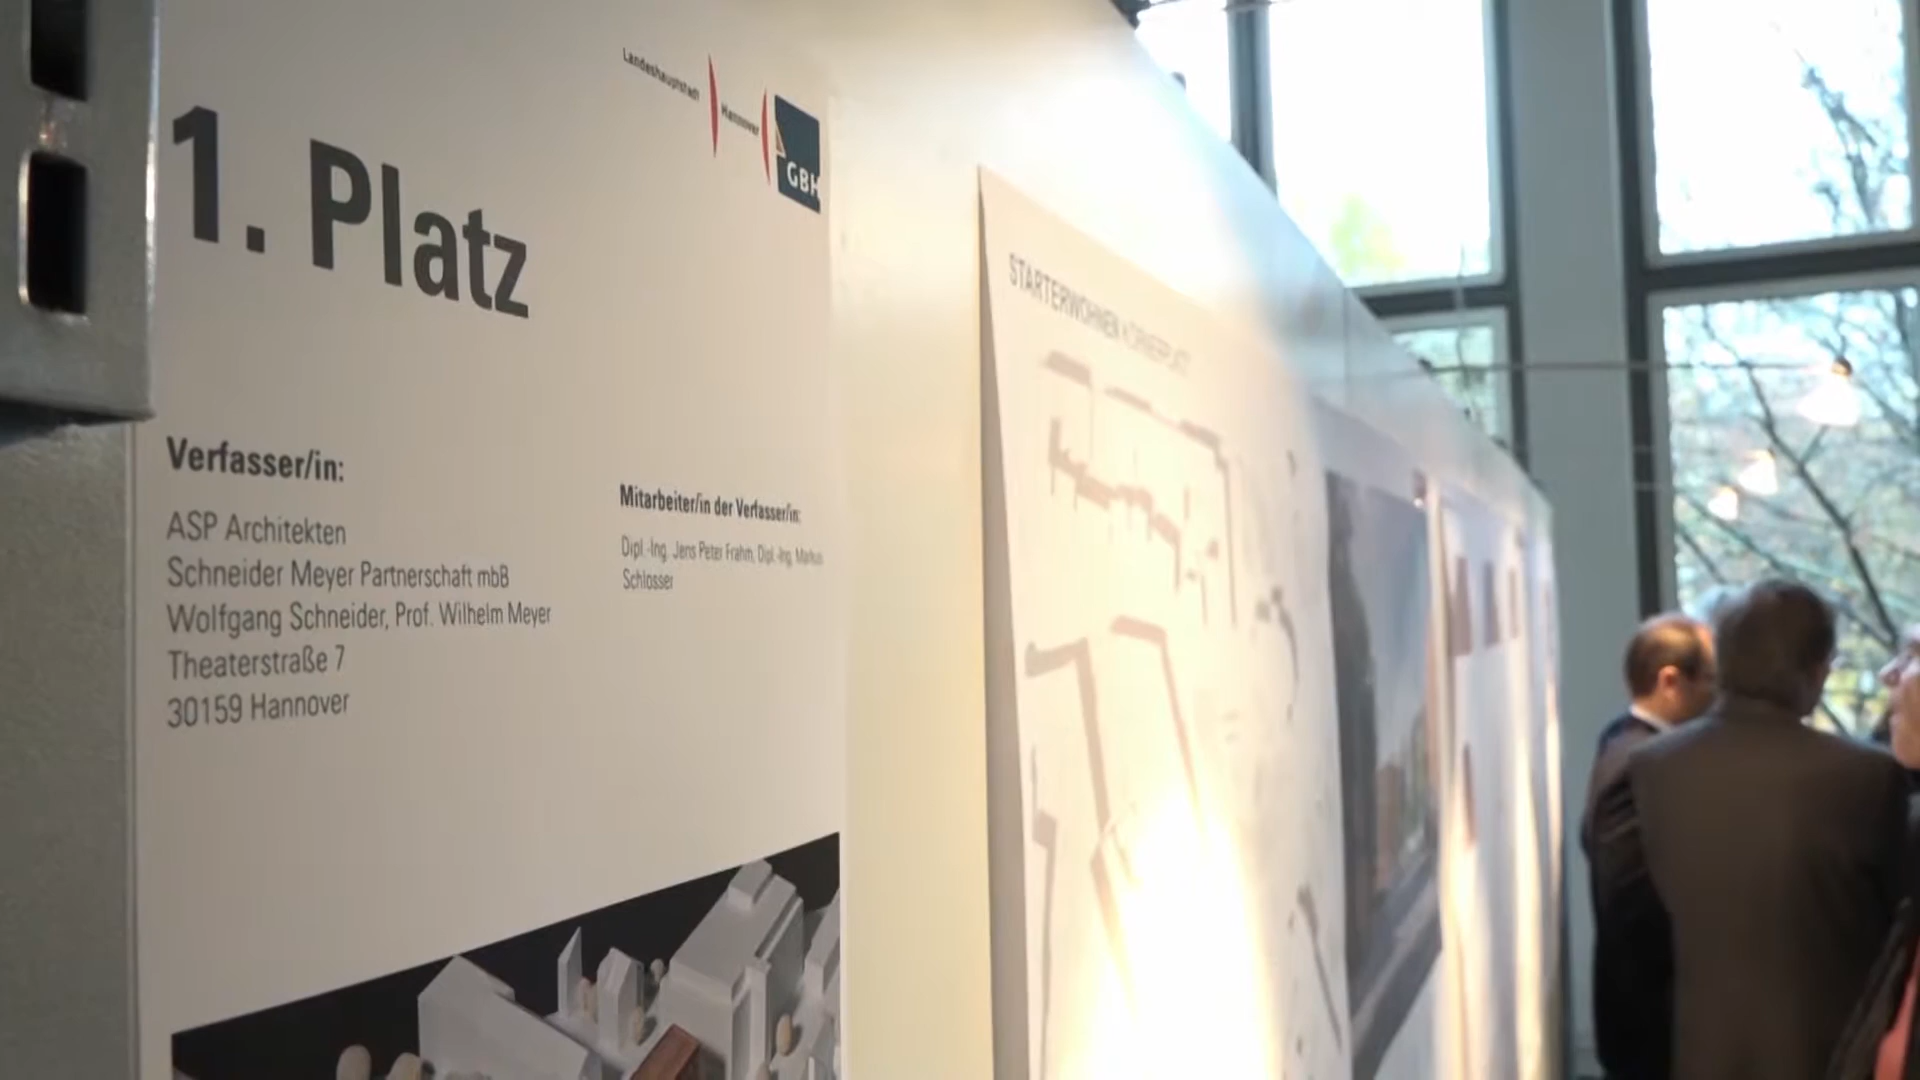 Landeshauptstadt
Hannover
GBH
1. Platz
Verfasser/in:
ASP Architekten
Schneider Meyer Partnerschaft mbB
Wolfgang Schneider, Prof. Wilhelm Meyer
Theaterstraße 7
30159 Hannover
Mitarbeiter/in der Verfasser/in:
Dipl.-Ing. Jens Peter Frahm, Dipl.-Ing. Markus
Schlosser
STARTERWOHNEN